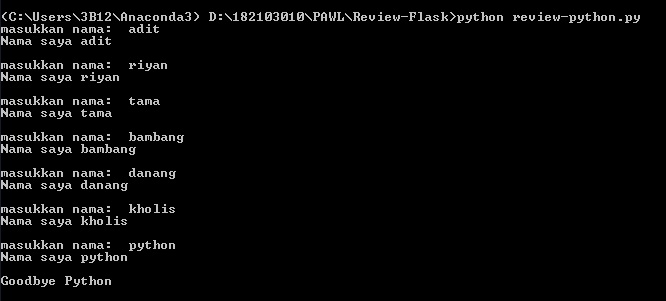 (C:\Users\3B12\Anaconda3) D:\182103010\PAWL\Review-Flask>python review-python.py
masukkan nama:  adit
Nama saya adit
masukkan nama:  riyan
Nama saya riyan
masukkan nama:  tama
Nama saya tama
masukkan nama:  bambang
Nama saya bambang
masukkan nama:  danang
Nama saya danang
masukkan nama:  kholis
Nama saya kholis
masukkan nama:  python
Nama saya python
Goodbye Python